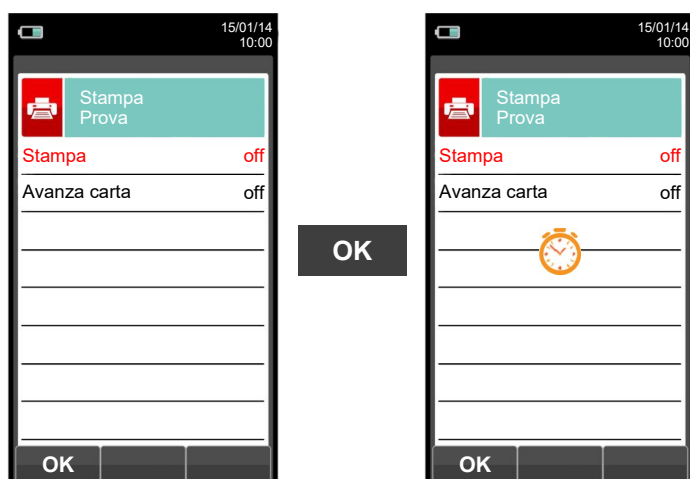 15/01/14
10:00
Stampa
Prova
Stampa off
Avanza carta off
OK
OK
15/01/14
10:00
Stampa
Prova
Stampa off
Avanza carta off
OK